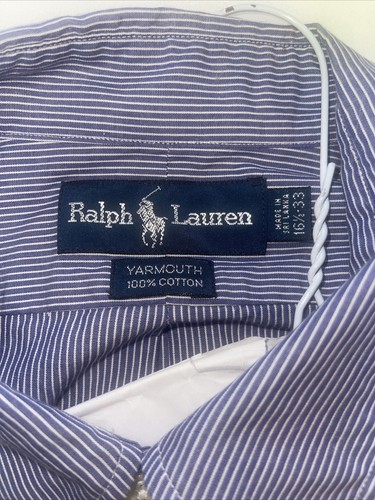 Ralph Lauren
MADE IN
SRI LANKA
16½-33
YARMOUTH
100% COTTON